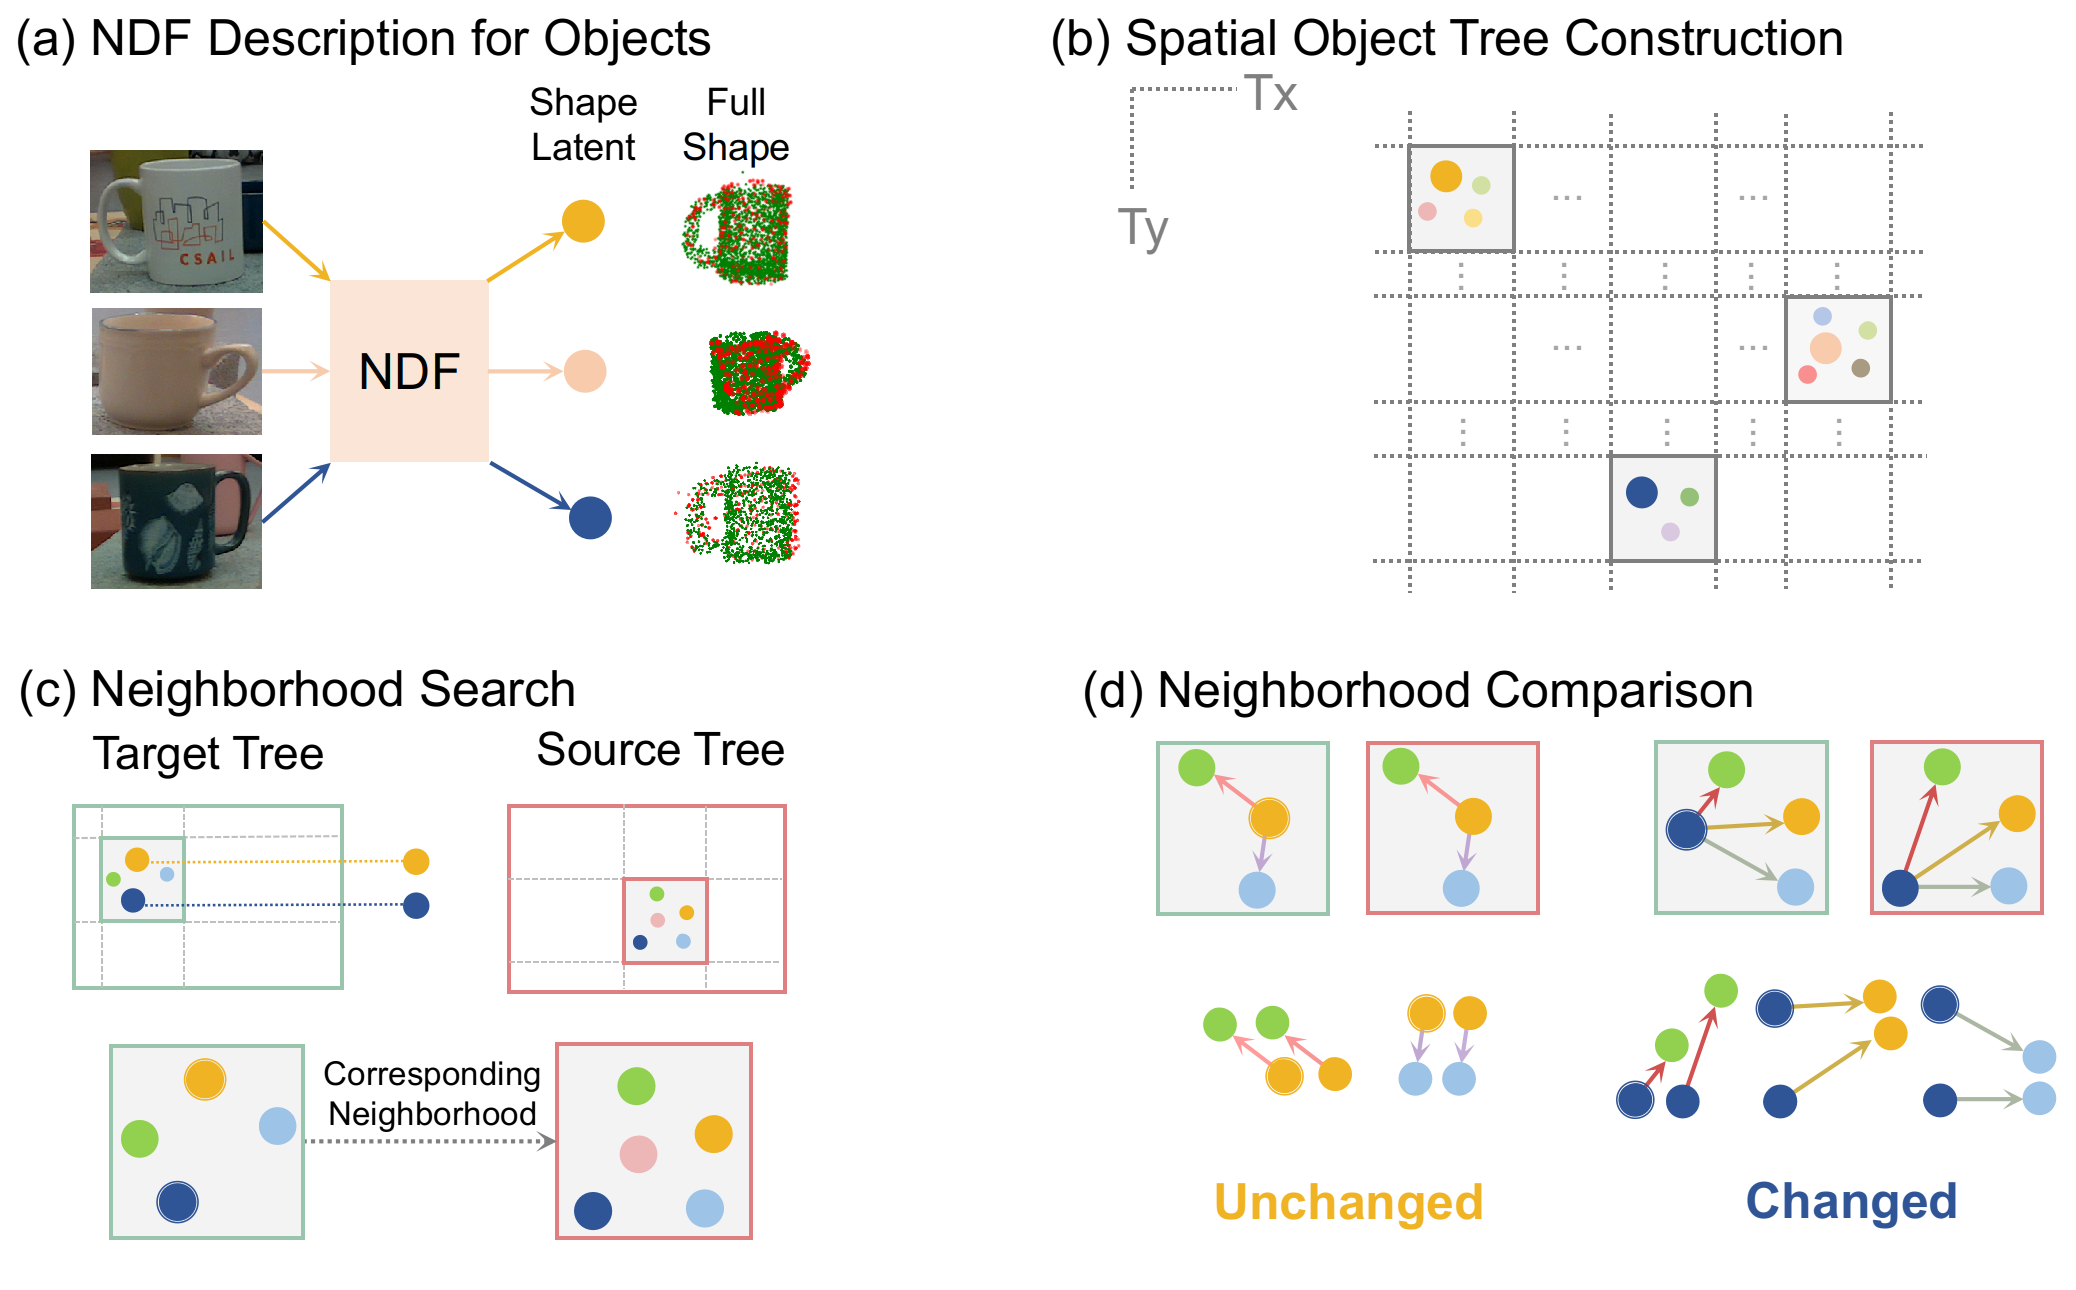 (a) NDF Description for Objects
Shape
Latent
Full
Shape
CSAIL
NDF
(b) Spatial Object Tree Construction
Tx
Ty
...
...
...
...
...
...
...
...
...
...
...
...
...
...
(c) Neighborhood Search
Target Tree
Source Tree
Corresponding
Neighborhood
(d) Neighborhood Comparison
Unchanged
Changed